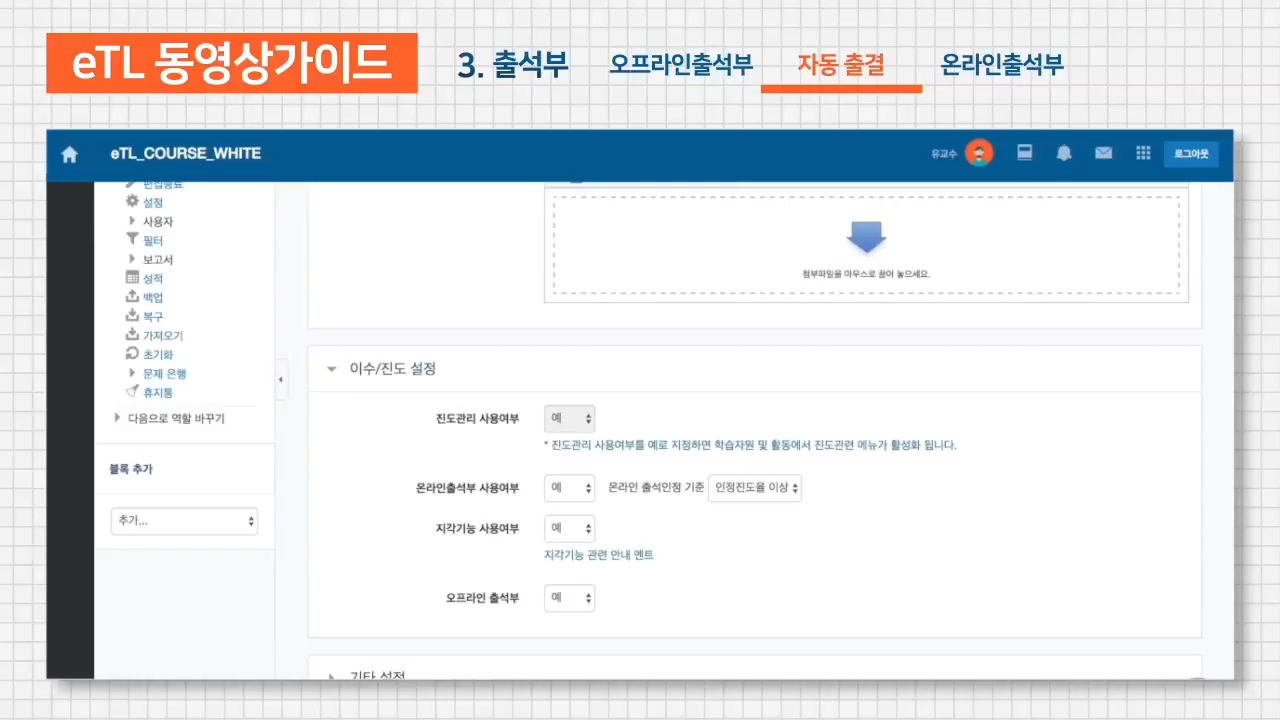 eTL 동영상가이드
3. 출석부 오프라인출석부 자동 출결 온라인출석부
eTL_COURSE_WHITE 유교수 로그아웃
편집종료
설정
사용자
필터
보고서
성적
백업
복구
가져오기
초기화
문제 은행
휴지통
다음으로 역할 바꾸기
블록 추가
추가...
첨부파일을 마우스로 끌어 놓으세요.
이수/진도 설정
진도관리 사용여부 예
* 진도관리 사용여부를 예로 지정하면 학습자원 및 활동에서 진도관련 메뉴가 활성화 됩니다.
온라인출석부 사용여부 예 온라인 출석인정 기준 인정진도율 이상
지각기능 사용여부 예
지각기능 관련 안내 멘트
오프라인 출석부 예
기타 설정